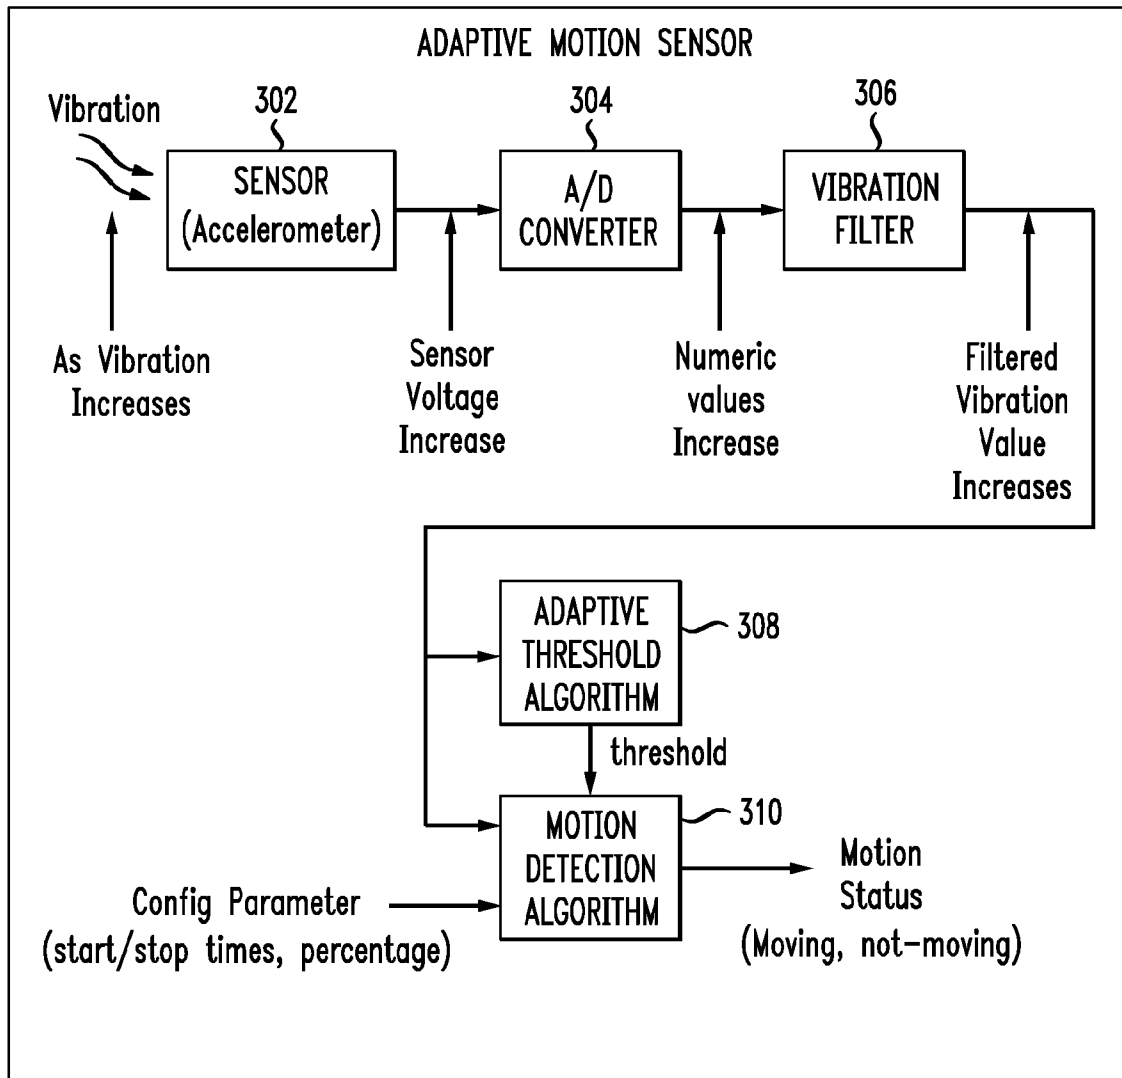 ADAPTIVE MOTION SENSOR
Vibration
302
304
306
SENSOR
(Accelerometer)
A/D
CONVERTER
VIBRATION
FILTER
As Vibration
Increases
Sensor
Voltage
Increase
Numeric
values
Increase
Filtered
Vibration
Value
Increases
ADAPTIVE
THRESHOLD
ALGORITHM
308
threshold
MOTION
DETECTION
ALGORITHM
310
Config Parameter
(start/stop times, percentage)
Motion
Status
(Moving, not-moving)